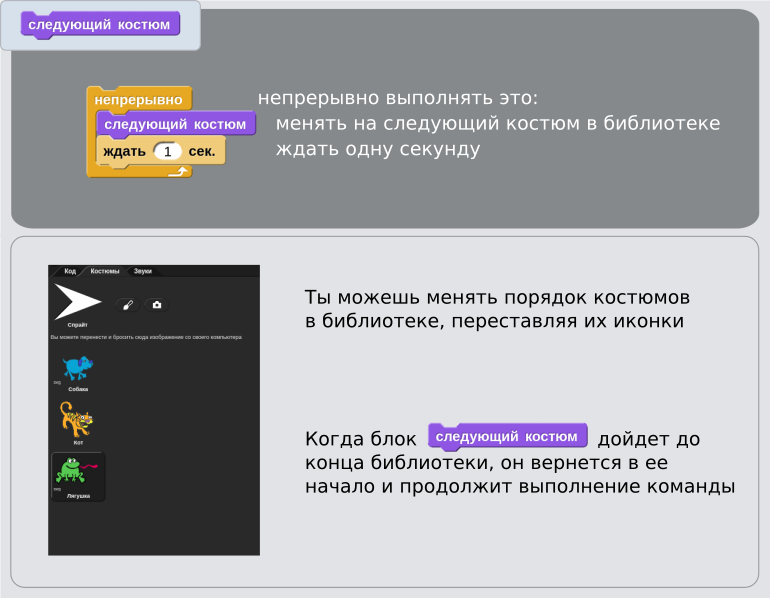 следующий костюм
непрерывно
следующий костюм
ждать 1 сек.
непрерывно выполнять это:
менять на следующий костюм в библиотеке
ждать одну секунду
Код Костюмы Звуки
Спрайт
Вы можете перенести и бросить сюда изображение со своего компьютера
Собака
Кот
svg
Лягушка
Ты можешь менять порядок костюмов
в библиотеке, переставляя их иконки
Когда блок следующий костюм дойдет до
конца библиотеки, он вернется в ее
начало и продолжит выполнение команды